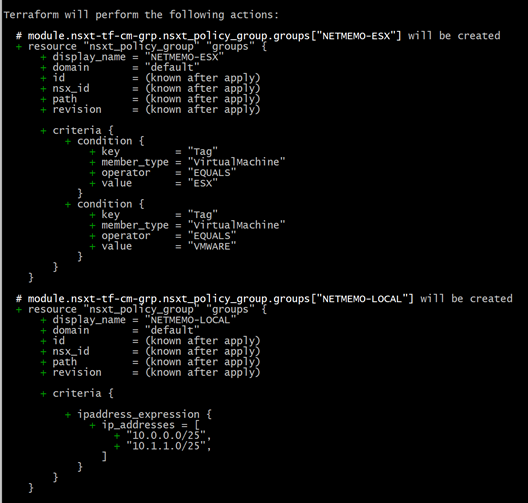 Terraform will perform the following actions:
# module.nsxt-tf-cm-grp.nsxt_policy_group.groups["NETMEMO-ESX"] will be created
+ resource "nsxt_policy_group" "groups" {
+ display_name = "NETMEMO-ESX"
+ domain = "default"
+ id = (known after apply)
+ nsx_id = (known after apply)
+ path = (known after apply)
+ revision = (known after apply)
+ criteria {
+ condition {
+ key = "Tag"
+ member_type = "VirtualMachine"
+ operator = "EQUALS"
+ value = "ESX"
}
+ condition {
+ key = "Tag"
+ member_type = "VirtualMachine"
+ operator = "EQUALS"
+ value = "VMWARE"
}
}
}
# module.nsxt-tf-cm-grp.nsxt_policy_group.groups["NETMEMO-LOCAL"] will be created
+ resource "nsxt_policy_group" "groups" {
+ display_name = "NETMEMO-LOCAL"
+ domain = "default"
+ id = (known after apply)
+ nsx_id = (known after apply)
+ path = (known after apply)
+ revision = (known after apply)
+ criteria {
+ ipaddress_expression {
+ ip_addresses = [
+ "10.0.0.0/25",
+ "10.1.1.0/25",
]
}
}
}